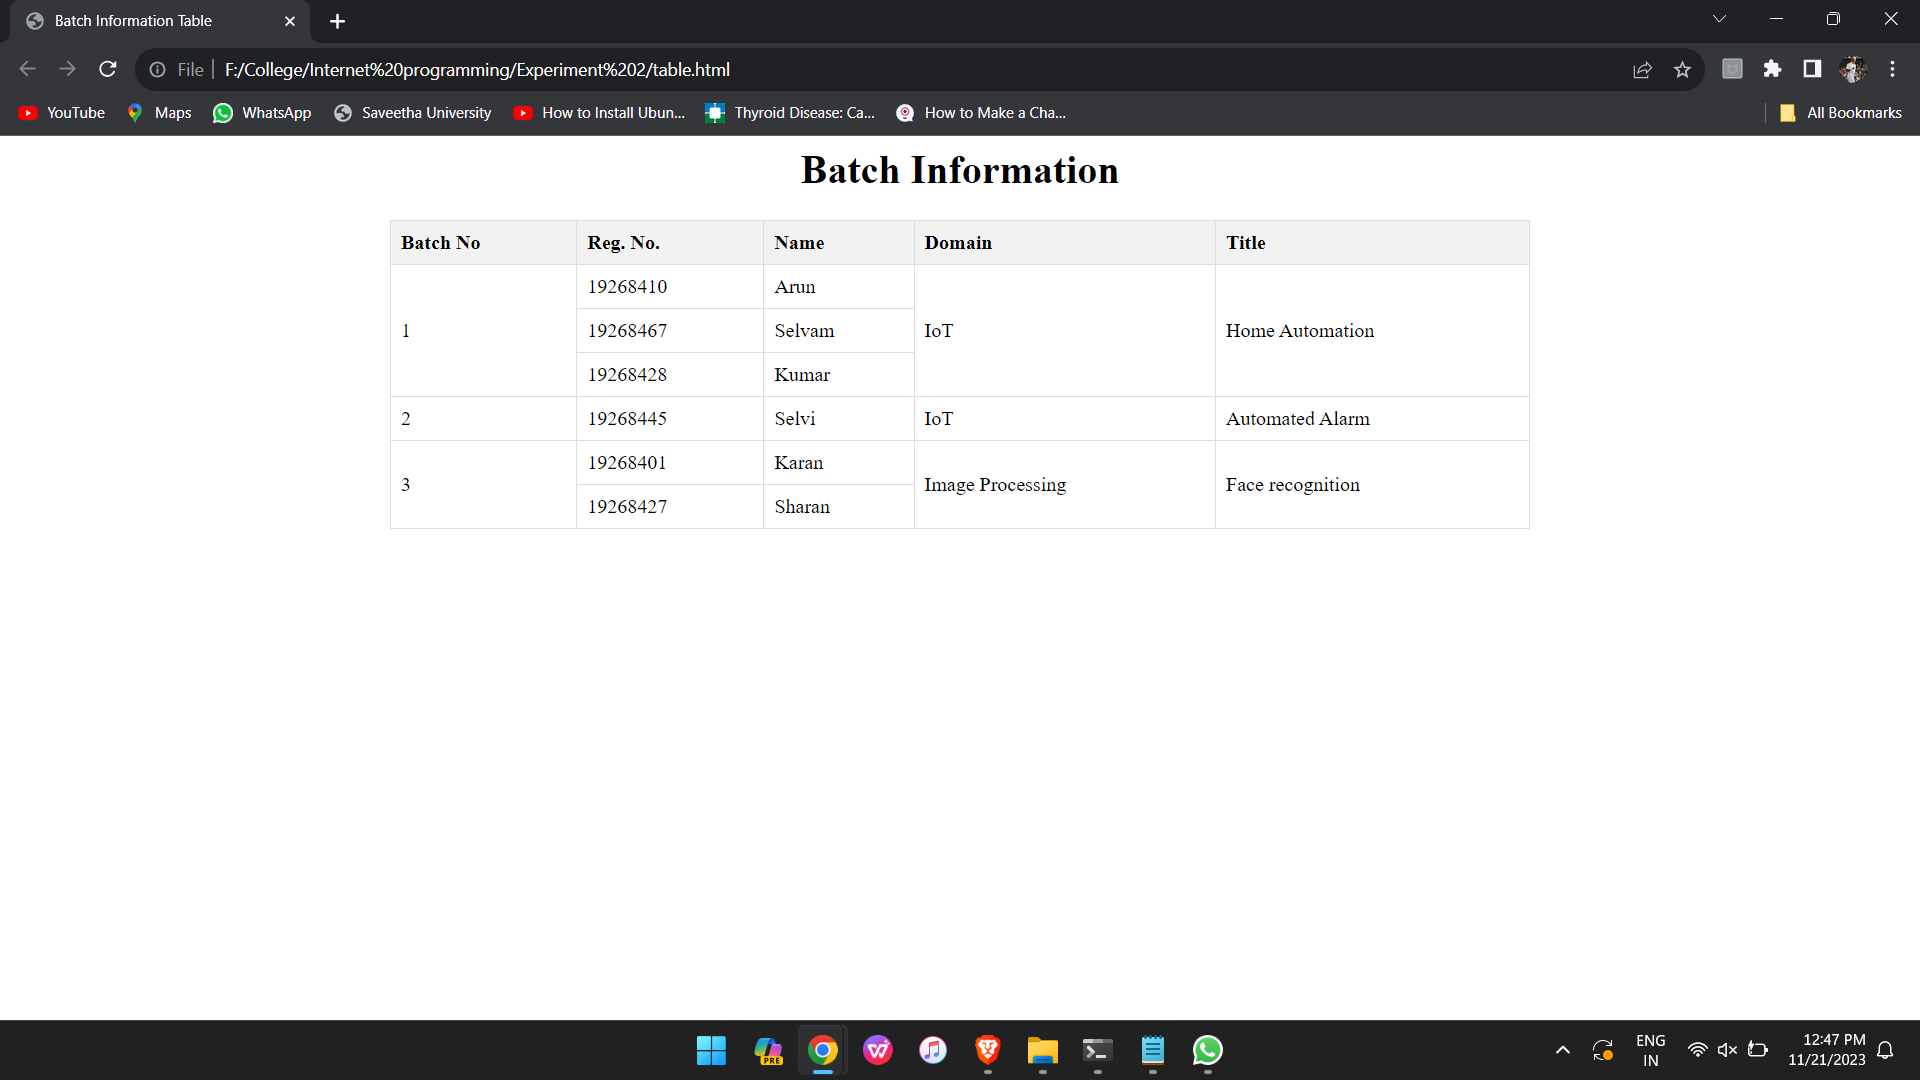 Batch Information Table
File F:/College/Internet%20programming/Experiment%202/table.html
YouTube Maps WhatsApp Saveetha University How to Install Ubun... Thyroid Disease: Ca... How to Make a Cha... All Bookmarks
Batch Information
Batch No Reg. No. Name Domain Title
19268410 Arun
1 19268467 Selvam IoT Home Automation
19268428 Kumar
2 19268445 Selvi IoT Automated Alarm
19268401 Karan
3 Image Processing Face recognition
19268427 Sharan
PRE
ENG
IN
12:47 PM
11/21/2023